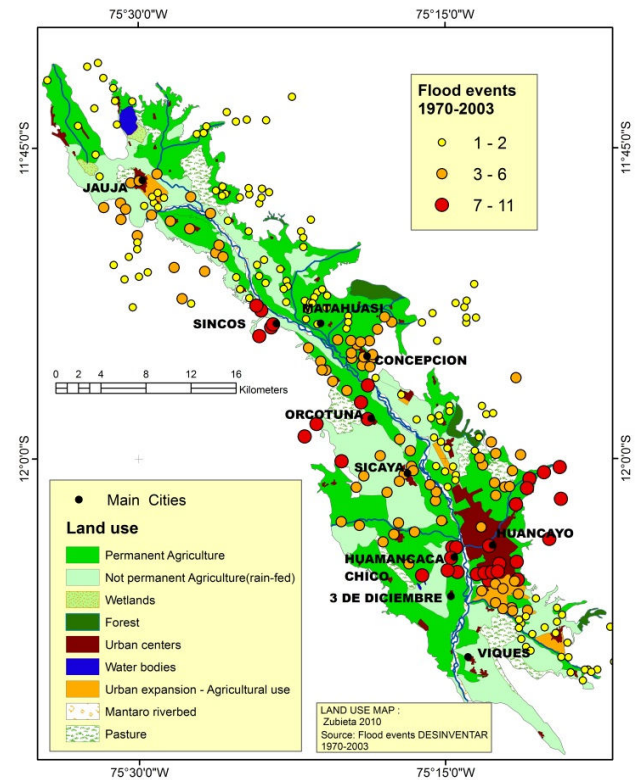 75°30'0"W 75°15'0"W
Flood events
1970-2003
1 - 2
3 - 6
7 - 11
11°45'0"S
11°45'0"S
JAUJA
SINCOS
MATAHUASI
CONCEPCION
0 2 4 8 12 16
Kilometers
ORCOTUNA
SICAYA
12°0'0"S
12°0'0"S
HUANCAYO
HUAMANCACA
CHICO
3 DE DICIEMBRE
VIQUES
Main Cities
Land use
Permanent Agriculture
Not permanent Agriculture(rain-fed)
Wetlands
Forest
Urban centers
Water bodies
Urban expansion - Agricultural use
Mantaro riverbed
Pasture
LAND USE MAP :
Zubieta 2010
Source: Flood events DESINVENTAR
1970-2003
75°30'0"W 75°15'0"W